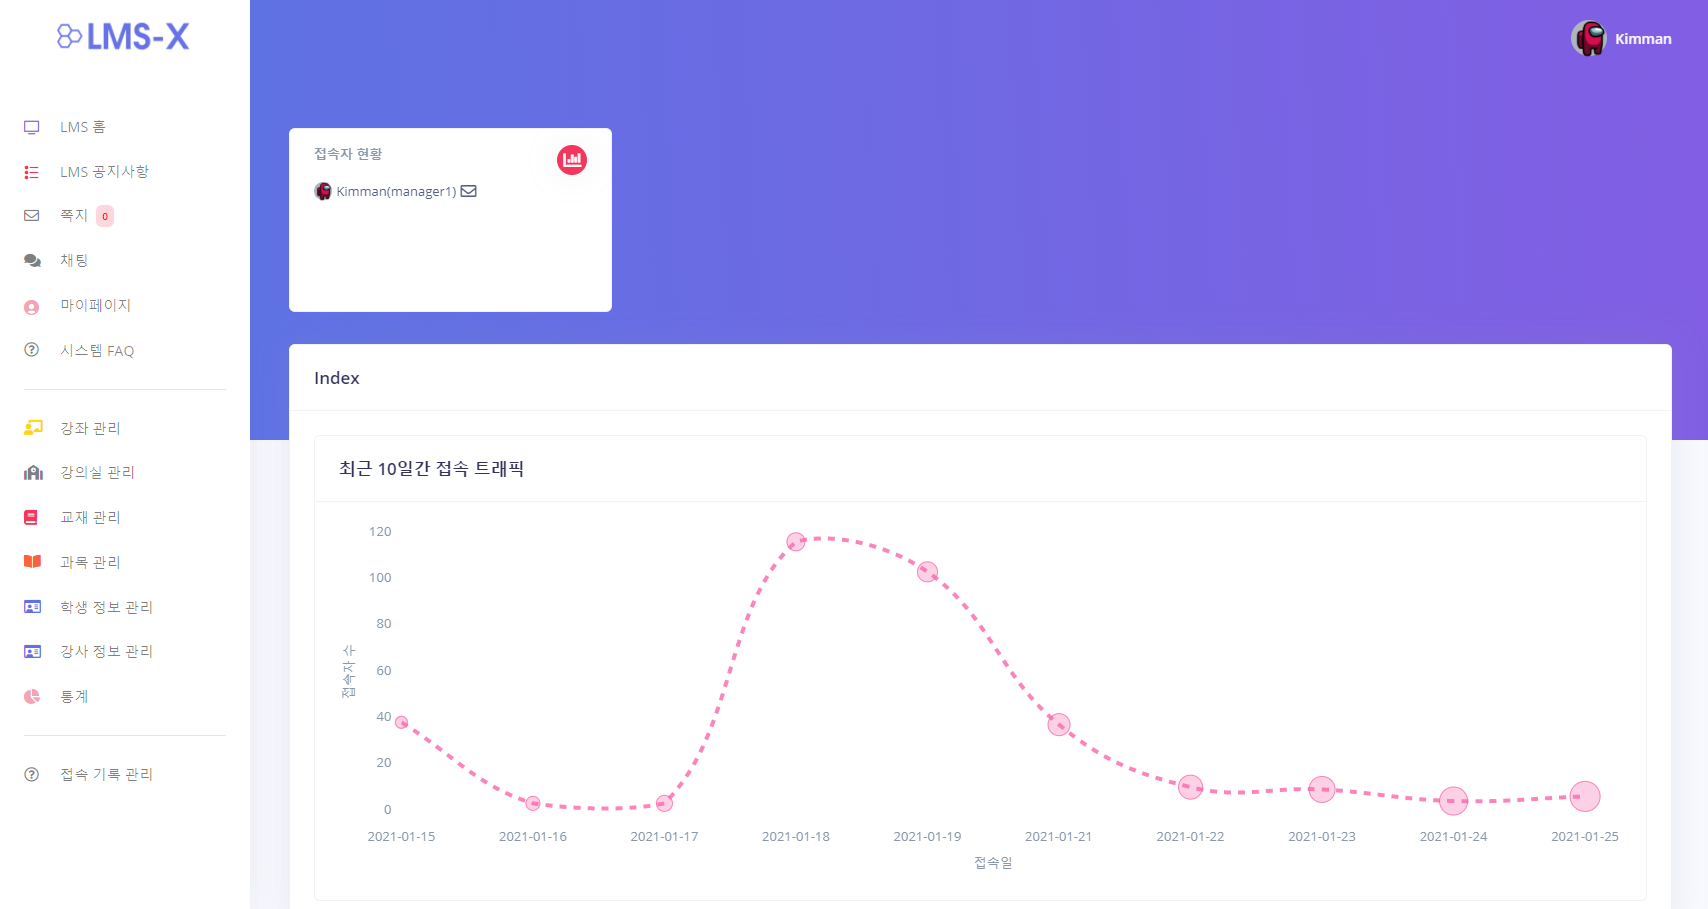 LMS-X
LMS 홈
LMS 공지사항
쪽지 0
채팅
마이페이지
시스템 FAQ
강좌 관리
강의실 관리
교재 관리
과목 관리
학생 정보 관리
강사 정보 관리
통계
접속 기록 관리
Kimman
접속자 현황
Kimman(manager1)
Index
최근 10일간 접속 트래픽
접속자 수
120
100
80
60
40
20
0
2021-01-15 2021-01-16 2021-01-17 2021-01-18 2021-01-19 2021-01-21 2021-01-22 2021-01-23 2021-01-24 2021-01-25
접속일